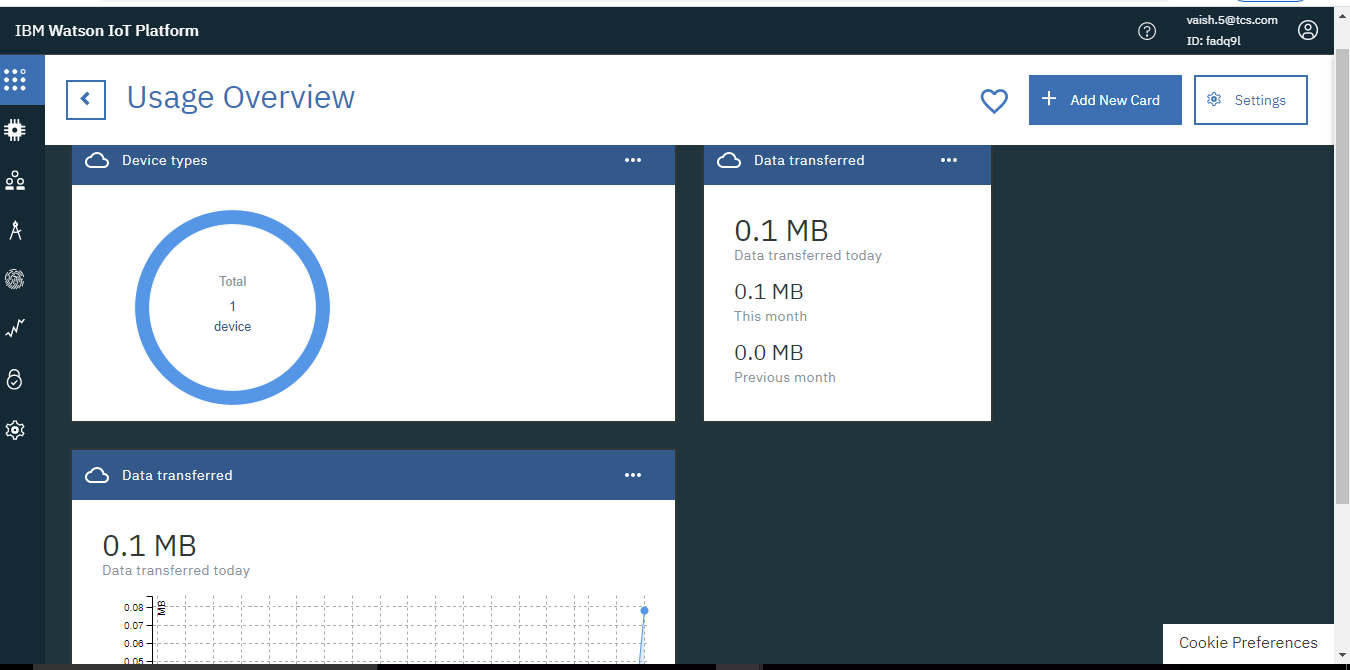 IBM Watson IoT Platform
vaish.5@tcs.com
ID: fadq9l
Usage Overview
Add New Card
Settings
Device types
Total
1
device
Data transferred
0.1 MB
Data transferred today
0.1 MB
This month
0.0 MB
Previous month
Data transferred
0.1 MB
Data transferred today
MB
0.08
0.07
0.06
0.05
Cookie Preferences